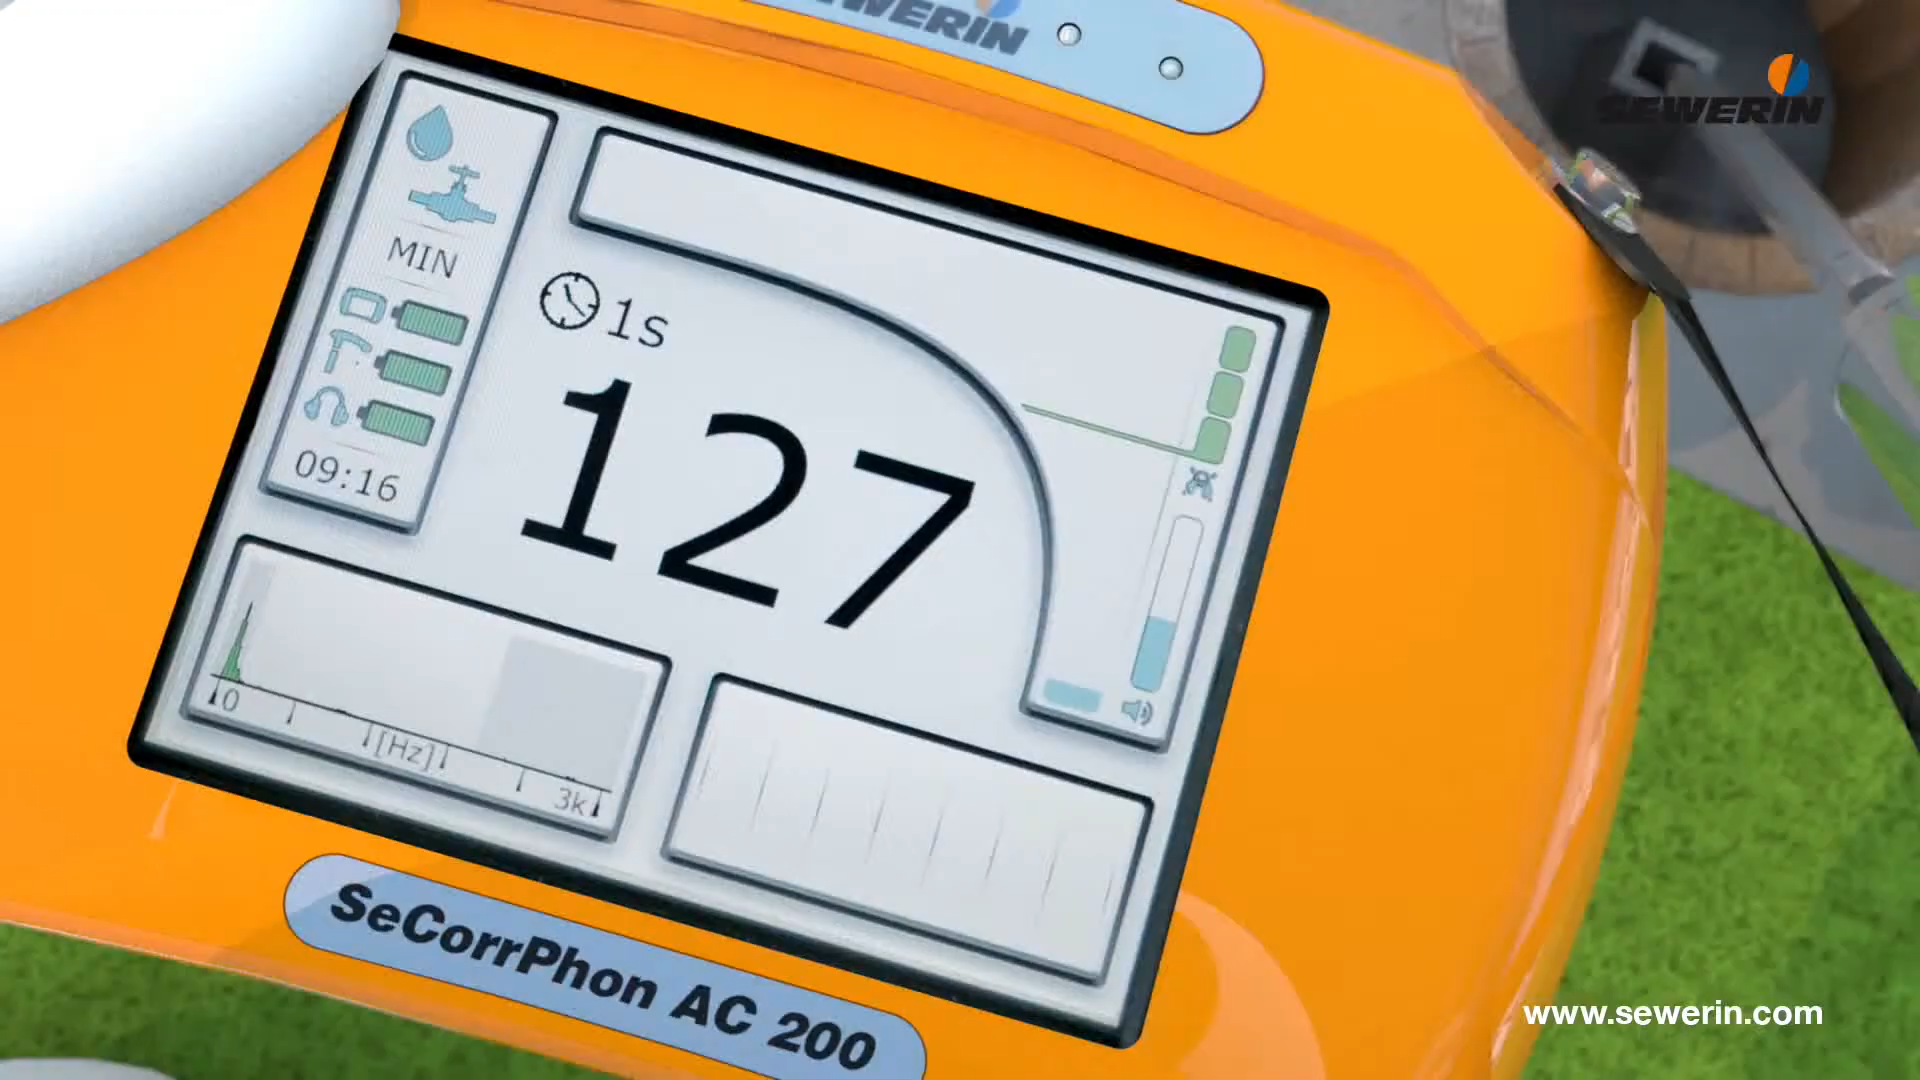 SEWERIN
SEWERIN
MIN
1s
127
09:16
0
[Hz]
3k
SeCorrPhon AC 200
www.sewerin.com